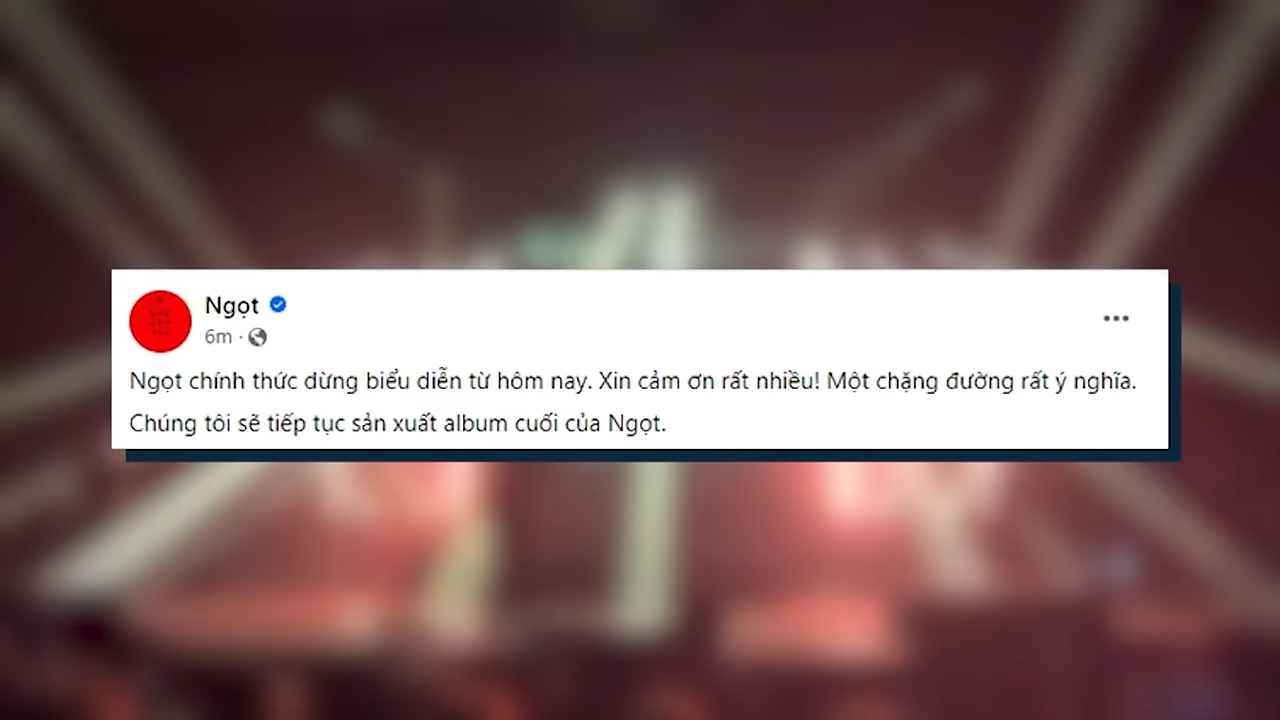 Ngọt
6m ·
Ngọt chính thức dừng biểu diễn từ hôm nay. Xin cảm ơn rất nhiều! Một chặng đường rất ý nghĩa.
Chúng tôi sẽ tiếp tục sản xuất album cuối của Ngọt.